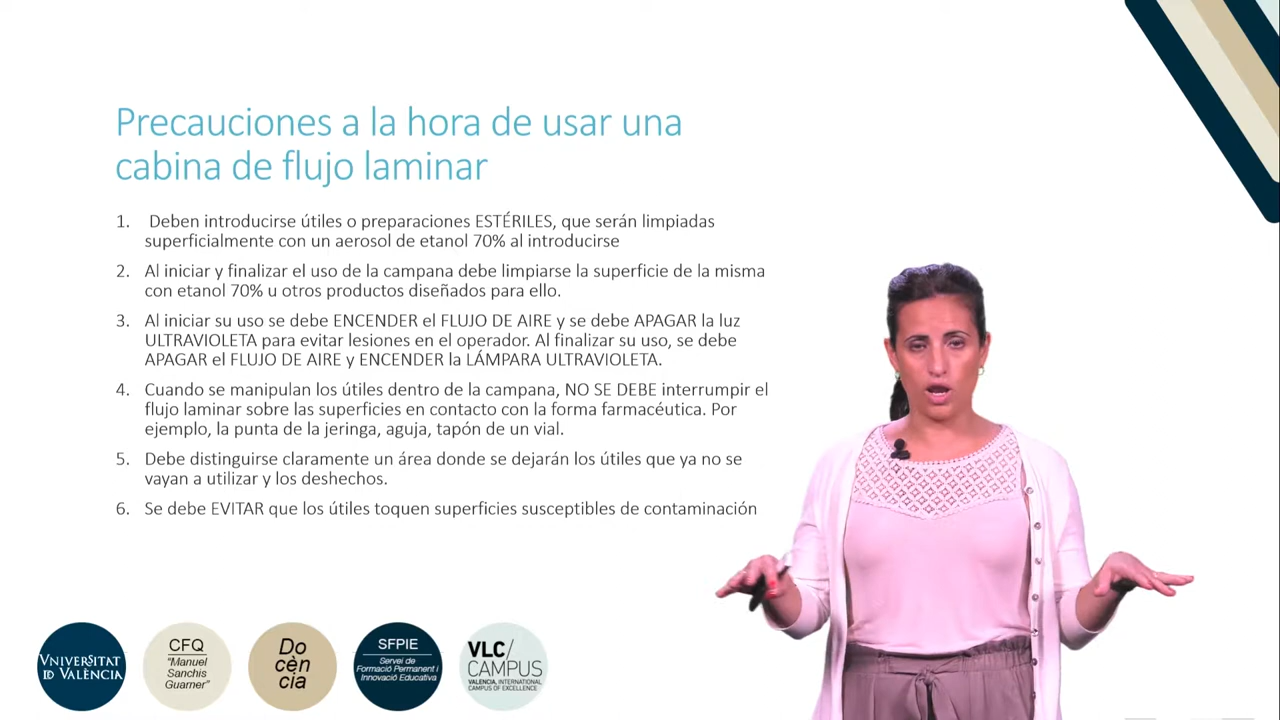 Precauciones a la hora de usar una
cabina de flujo laminar
1. Deben introducirse útiles o preparaciones ESTÉRILES, que serán limpiadas
superficialmente con un aerosol de etanol 70% al introducirse
2. Al iniciar y finalizar el uso de la campana debe limpiarse la superficie de la misma
con etanol 70% u otros productos diseñados para ello.
3. Al iniciar su uso se debe ENCENDER el FLUJO DE AIRE y se debe APAGAR la luz
ULTRAVIOLETA para evitar lesiones en el operador. Al finalizar su uso, se debe
APAGAR el FLUJO DE AIRE y ENCENDER la LÁMPARA ULTRAVIOLETA.
4. Cuando se manipulan los útiles dentro de la campana, NO SE DEBE interrumpir el
flujo laminar sobre las superficies en contacto con la forma farmacéutica. Por
ejemplo, la punta de la jeringa, aguja, tapón de un vial.
5. Debe distinguirse claramente un área donde se dejarán los útiles que ya no se
vayan a utilizar y los deshechos.
6. Se debe EVITAR que los útiles toquen superficies susceptibles de contaminación
VNIVERSITAT
ID VALÈNCIA
CFQ
"Manuel
Sanchis
Guarner"
Do
cèn
cia
SFPIE
Servei de
Formació Permanent i
Innovació Educativa
VLC/
CAMPUS
VALENCIA, INTERNATIONAL
CAMPUS OF EXCELLENCE